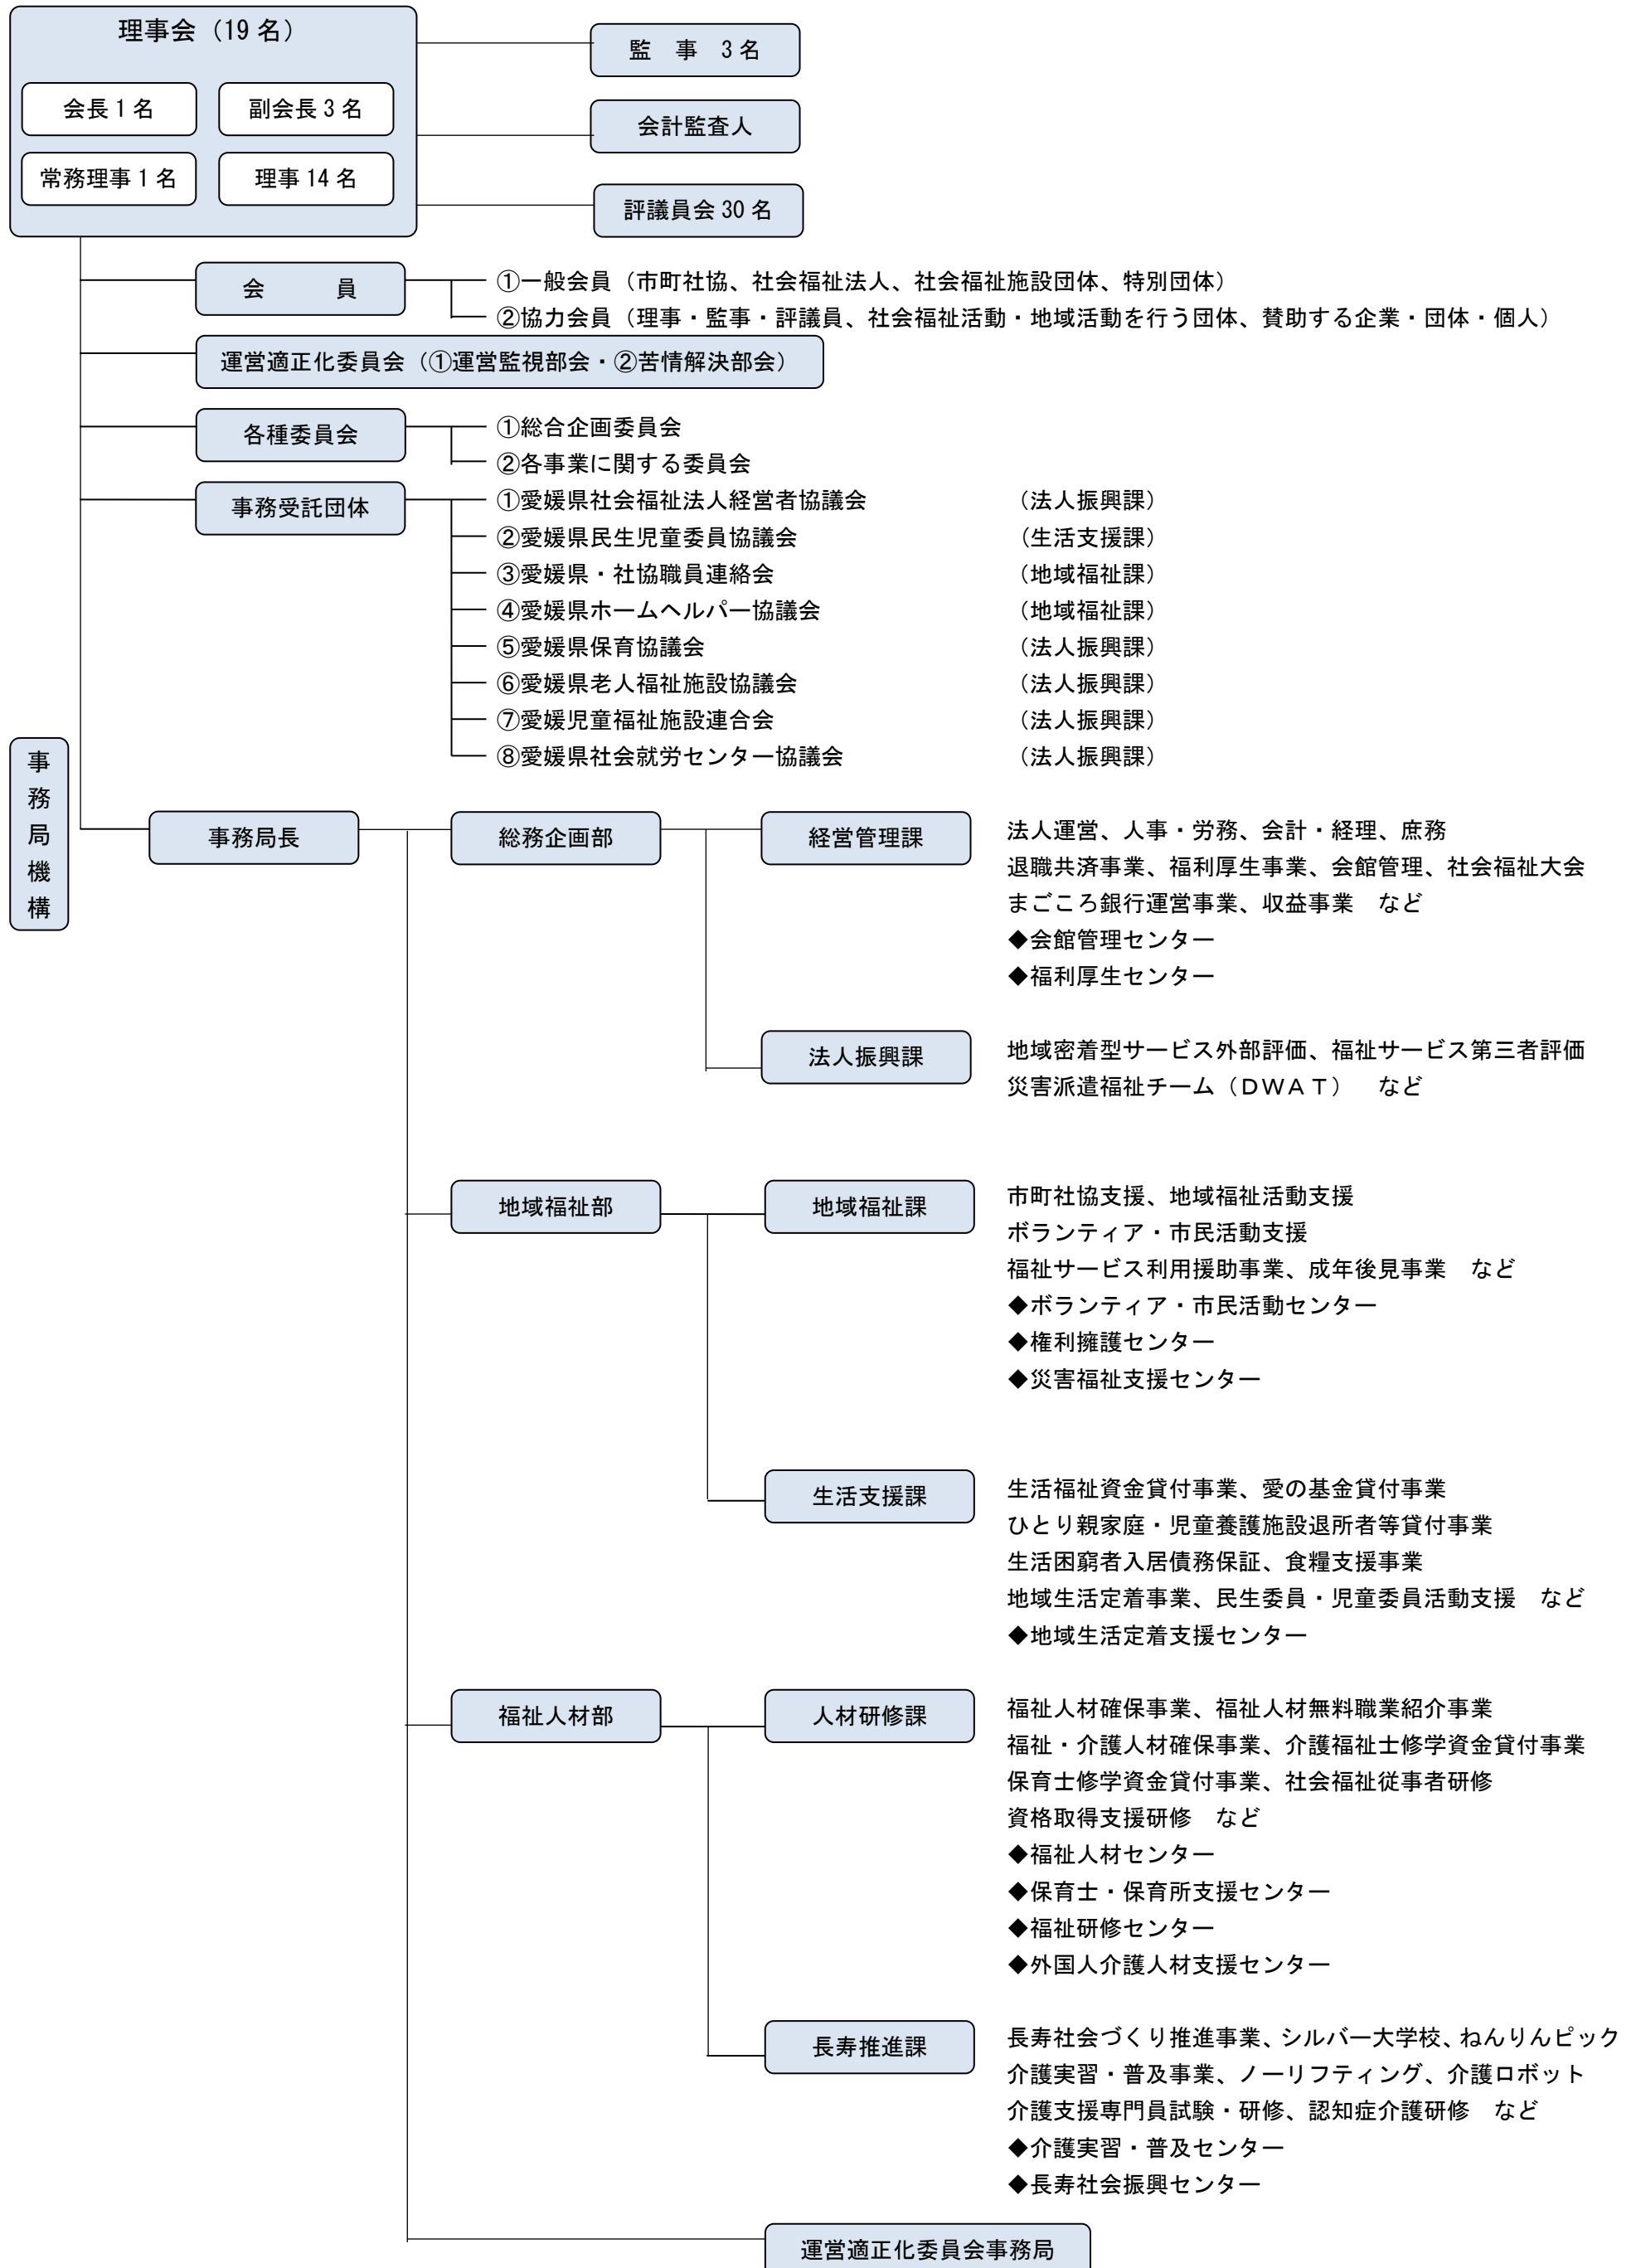 理事会（19名）
会長1名
副会長3名
常務理事1名
理事14名
監　事　3名
会計監査人
評議員会30名
会　　　員
①一般会員（市町社協、社会福祉法人、社会福祉施設団体、特別団体）
②協力会員（理事・監事・評議員、社会福祉活動・地域活動を行う団体、賛助する企業・団体・個人）
運営適正化委員会（①運営監視部会・②苦情解決部会）
各種委員会
①総合企画委員会
②各事業に関する委員会
事務受託団体
①愛媛県社会福祉法人経営者協議会　（法人振興課）
②愛媛県民生児童委員協議会　（生活支援課）
③愛媛県・社協職員連絡会　（地域福祉課）
④愛媛県ホームヘルパー協議会　（地域福祉課）
⑤愛媛県保育協議会　（法人振興課）
⑥愛媛県老人福祉施設協議会　（法人振興課）
⑦愛媛児童福祉施設連合会　（法人振興課）
⑧愛媛県社会就労センター協議会　（法人振興課）
事務局機構
事務局長
総務企画部
経営管理課
法人運営、人事・労務、会計・経理、庶務
退職共済事業、福利厚生事業、会館管理、社会福祉大会
まごころ銀行運営事業、収益事業　など
◆会館管理センター
◆福利厚生センター
法人振興課
地域密着型サービス外部評価、福祉サービス第三者評価
災害派遣福祉チーム（ＤＷＡＴ）　など
地域福祉部
地域福祉課
市町社協支援、地域福祉活動支援
ボランティア・市民活動支援
福祉サービス利用援助事業、成年後見事業　など
◆ボランティア・市民活動センター
◆権利擁護センター
◆災害福祉支援センター
生活支援課
生活福祉資金貸付事業、愛の基金貸付事業
ひとり親家庭・児童養護施設退所者等貸付事業
生活困窮者入居債務保証、食糧支援事業
地域生活定着事業、民生委員・児童委員活動支援　など
◆地域生活定着支援センター
福祉人材部
人材研修課
福祉人材確保事業、福祉人材無料職業紹介事業
福祉・介護人材確保事業、介護福祉士修学資金貸付事業
保育士修学資金貸付事業、社会福祉従事者研修
資格取得支援研修　など
◆福祉人材センター
◆保育士・保育所支援センター
◆福祉研修センター
◆外国人介護人材支援センター
長寿推進課
長寿社会づくり推進事業、シルバー大学校、ねんりんピック
介護実習・普及事業、ノーリフティング、介護ロボット
介護支援専門員試験・研修、認知症介護研修　など
◆介護実習・普及センター
◆長寿社会振興センター
運営適正化委員会事務局